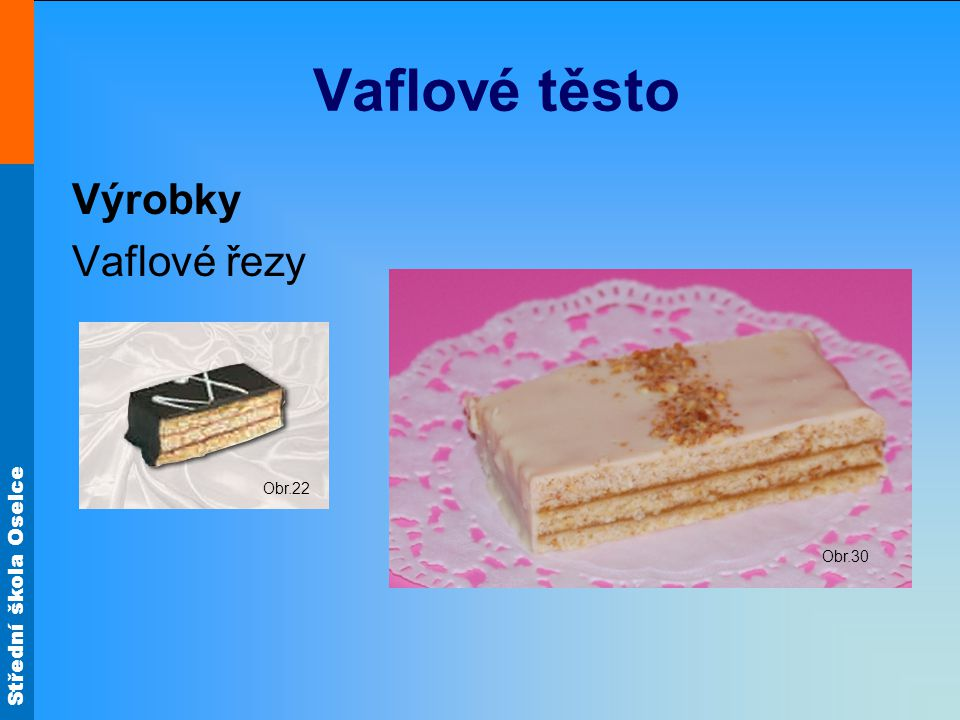 Vaflové těsto
Výrobky
Vaflové řezy
Obr.22
Obr.30
Střední škola Oselce